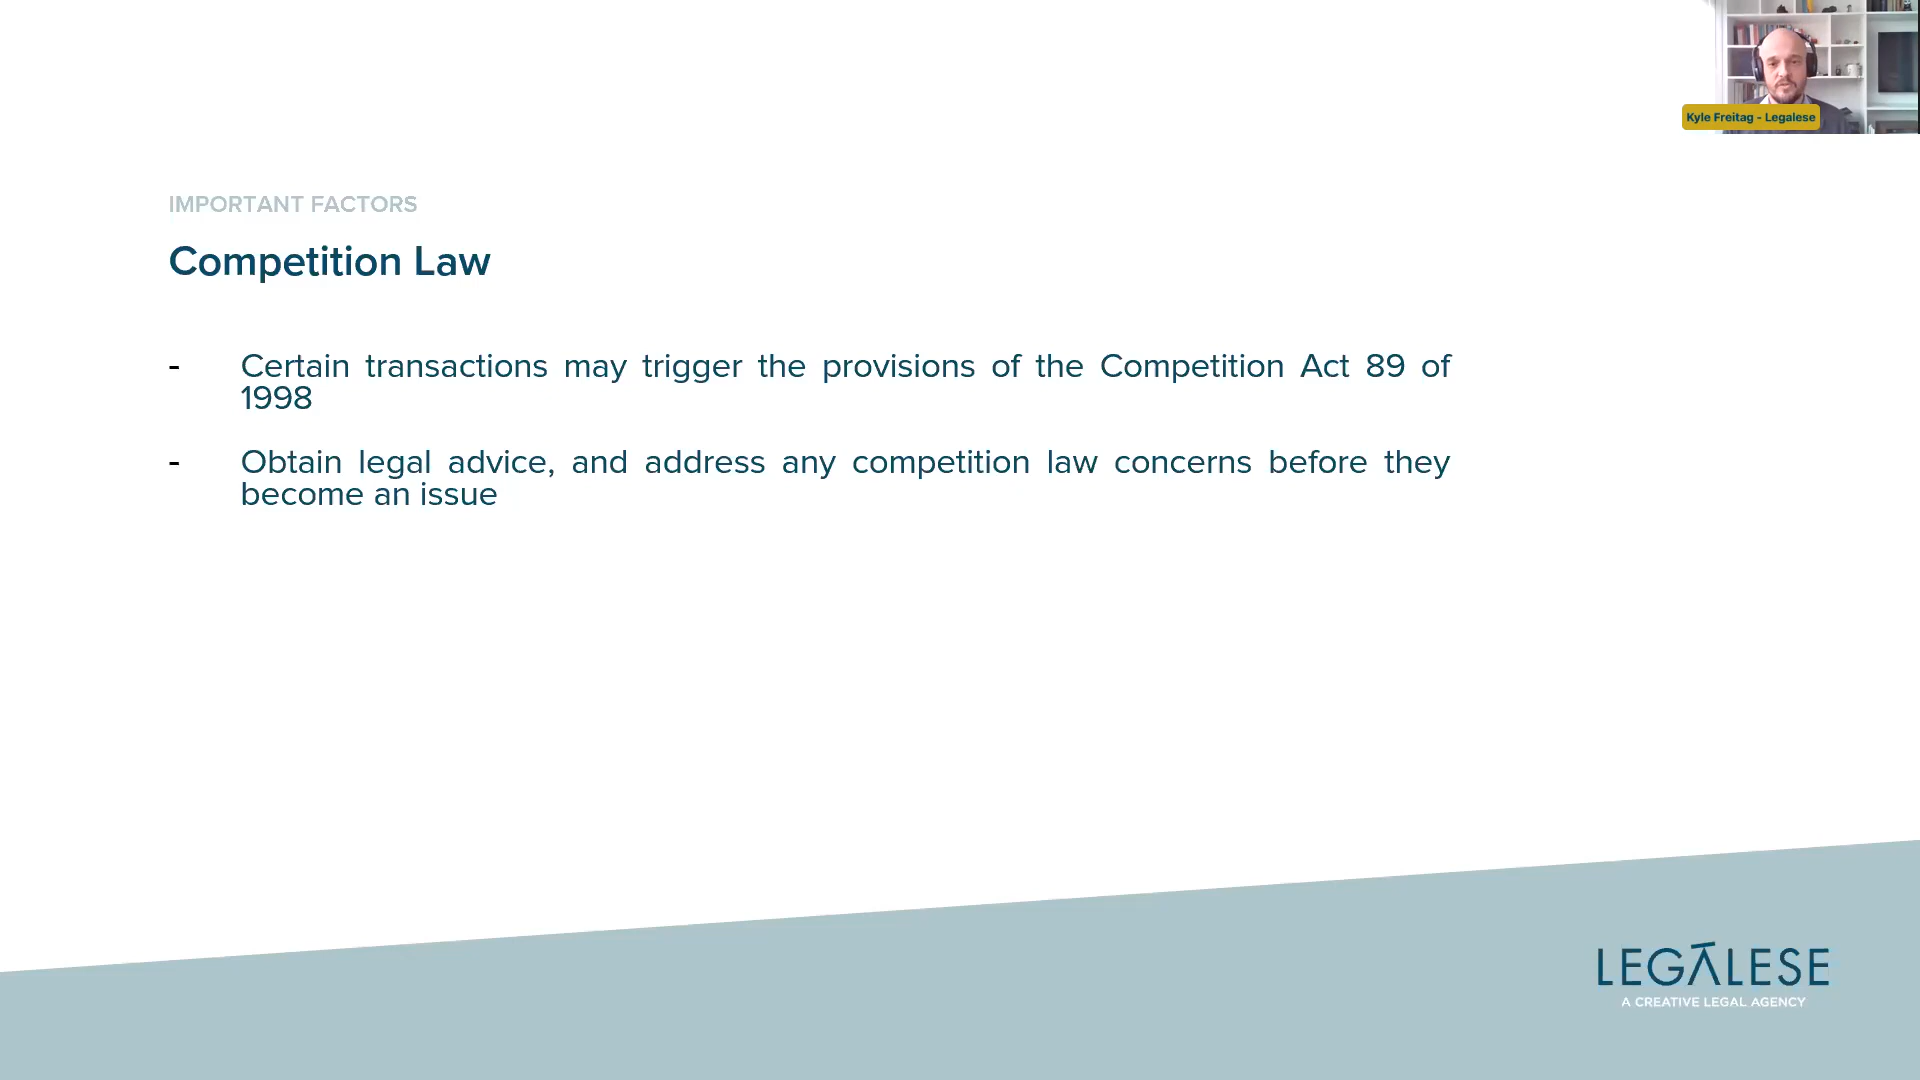 Kyle Freitag - Legalese
IMPORTANT FACTORS
Competition Law
- Certain transactions may trigger the provisions of the Competition Act 89 of
1998
- Obtain legal advice, and address any competition law concerns before they
become an issue
LEGALESE
A CREATIVE LEGAL AGENCY